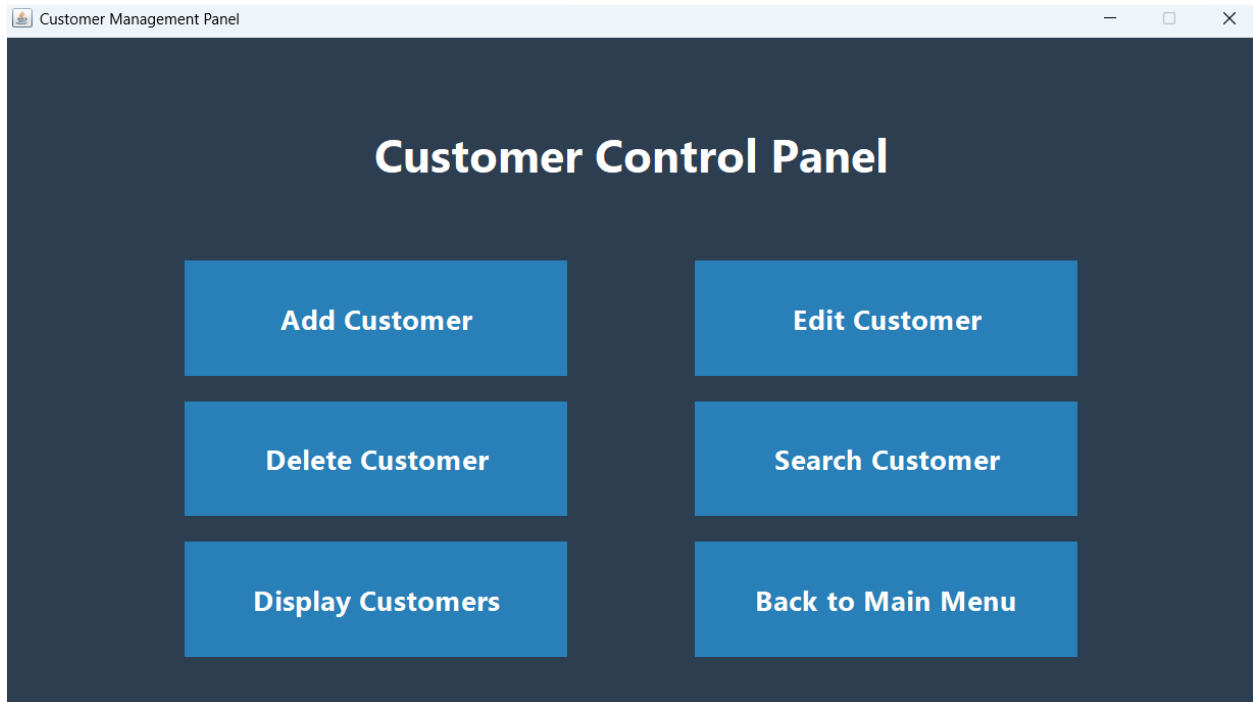 Customer Management Panel
Customer Control Panel
Add Customer
Edit Customer
Delete Customer
Search Customer
Display Customers
Back to Main Menu